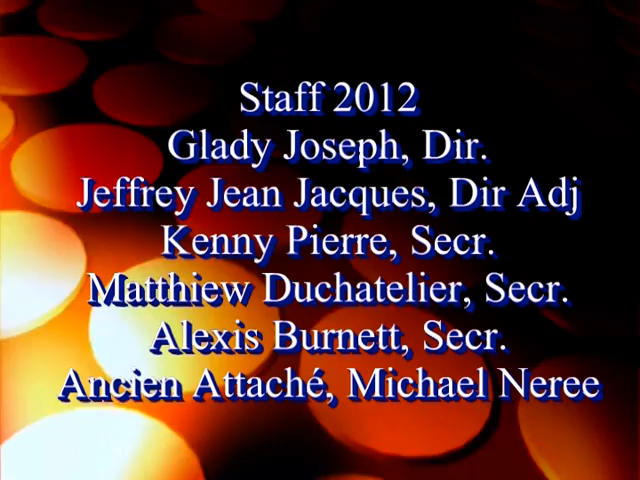 Staff 2012
Glady Joseph, Dir.
Jeffrey Jean Jacques, Dir Adj
Kenny Pierre, Secr.
Matthiew Duchatelier, Secr.
Alexis Burnett, Secr.
Ancien Attaché, Michael Neree